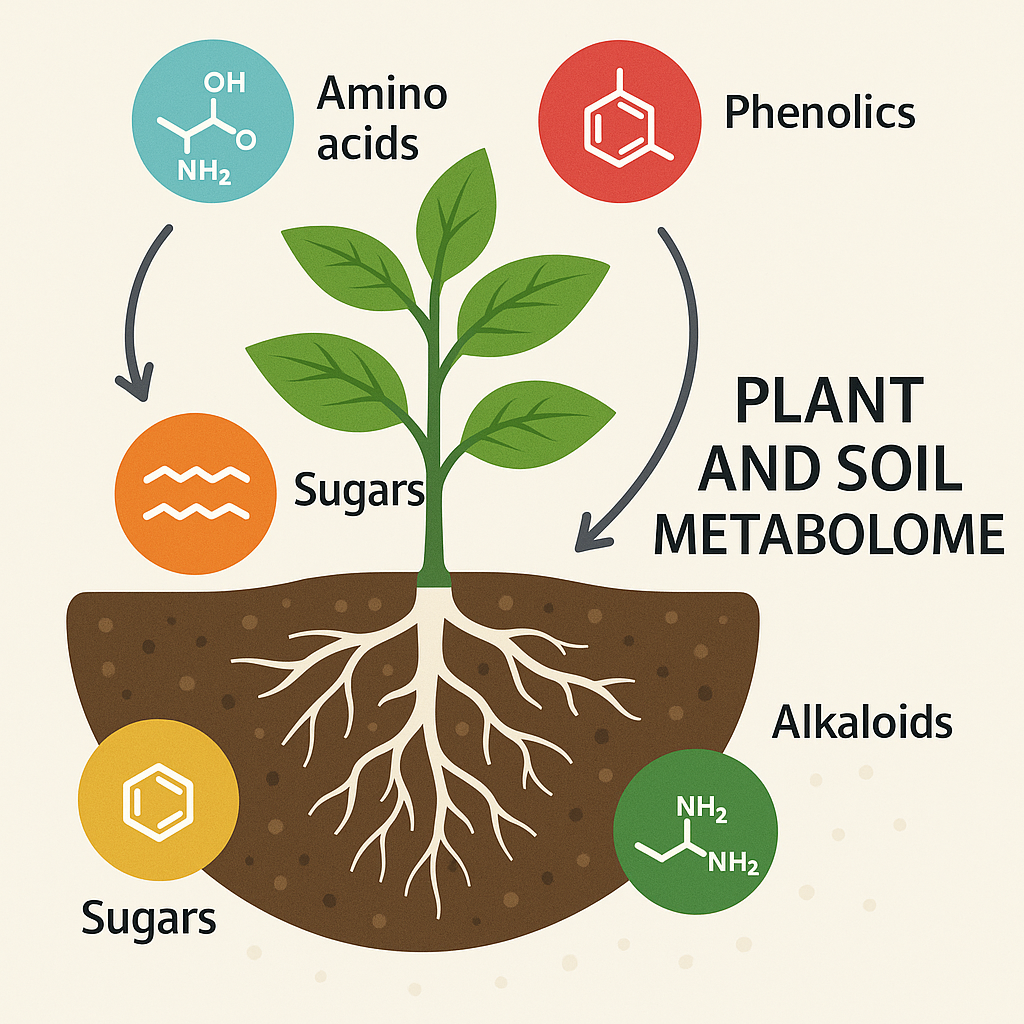 OH
O
NH₂
Amino
acids
Phenolics
Sugars
PLANT
AND SOIL
METABOLOME
Alkaloids
NH₂
NH₂
Sugars